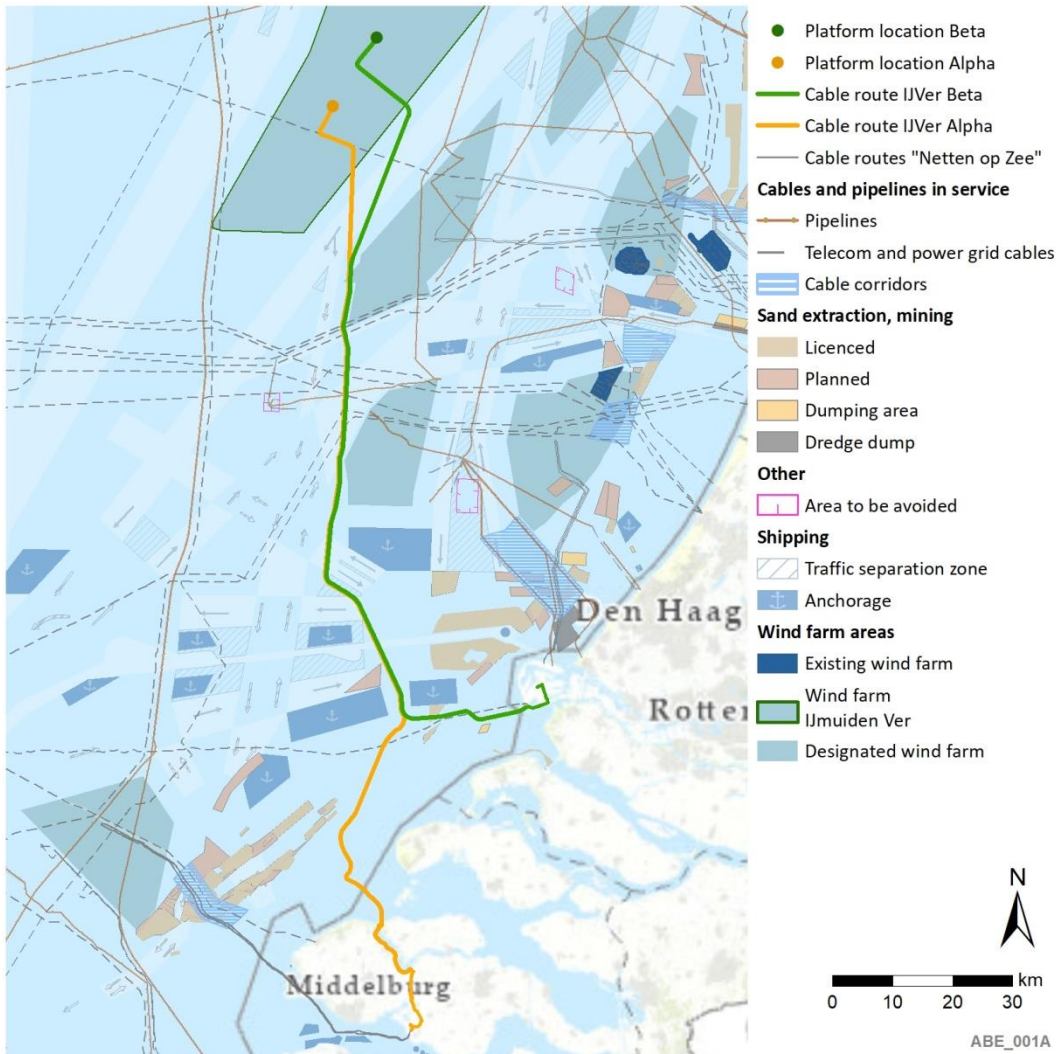 Den Haag
Rotter
Middelburg
Platform location Beta
Platform location Alpha
Cable route IJVer Beta
Cable route IJVer Alpha
Cable routes "Netten op Zee"
Cables and pipelines in service
Pipelines
Telecom and power grid cables
Cable corridors
Sand extraction, mining
Licenced
Planned
Dumping area
Dredge dump
Other
Area to be avoided
Shipping
Traffic separation zone
Anchorage
Wind farm areas
Existing wind farm
Wind farm
IJmuiden Ver
Designated wind farm
N
km
0 10 20 30
ABE_001A